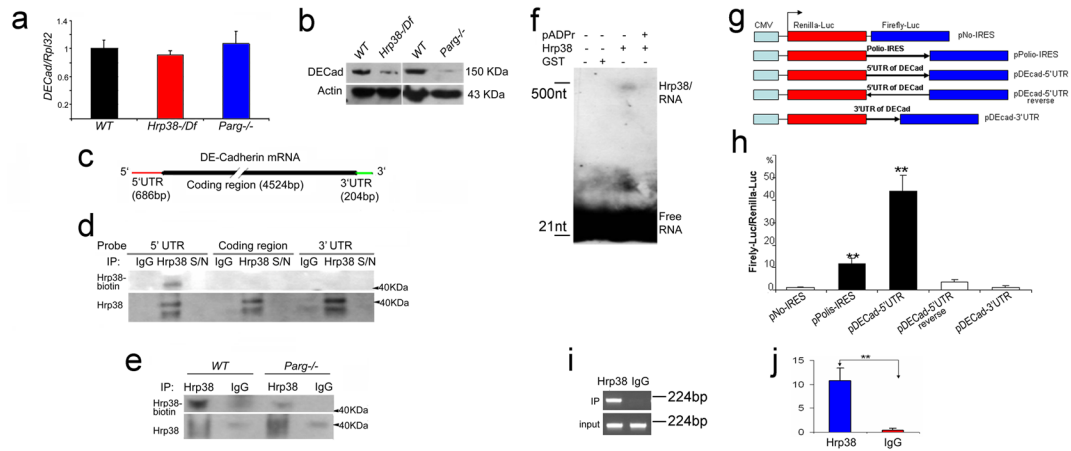 a
DECad/Rpl32
1.4
1.2
1
0.8
0.4
0
WT
Hrp38-/Df
Parg-/-
b
WT
Hrp38-/Df
WT
Parg-/-
DECad
150 KDa
Actin
43 KDa
c
DE-Cadherin mRNA
5'
3'
5'UTR
(686bp)
Coding region (4524bp)
3'UTR
(204bp)
d
Probe
5' UTR
Coding region
3' UTR
IP:
IgG Hrp38 S/N
IgG Hrp38 S/N
IgG Hrp38 S/N
Hrp38-
biotin
40KDa
Hrp38
40KDa
e
WT
Parg-/-
IP:
Hrp38
IgG
Hrp38
IgG
Hrp38-
biotin
40KDa
Hrp38
40KDa
f
pADPr - - - +
Hrp38 - - + +
GST - + - -
500nt
Hrp38/
RNA
21nt
Free
RNA
g
CMV
Renilla-Luc
Firefly-Luc
pNo-IRES
Polio-IRES
pPolio-IRES
5'UTR of DECad
pDEcad-5'UTR
5'UTR of DECad
pDEcad-5'UTR
reverse
3'UTR of DECad
pDEcad-3'UTR
h
%
Firely-Luc/Renilla-Luc
50
40
30
20
10
0
**
**
pNo-IRES
pPolis-IRES
pDECad-5'UTR
pDECad-5'UTR
reverse
pDECad-3'UTR
i
Hrp38 IgG
IP
224bp
input
224bp
j
15
10
5
0
**
Hrp38
IgG